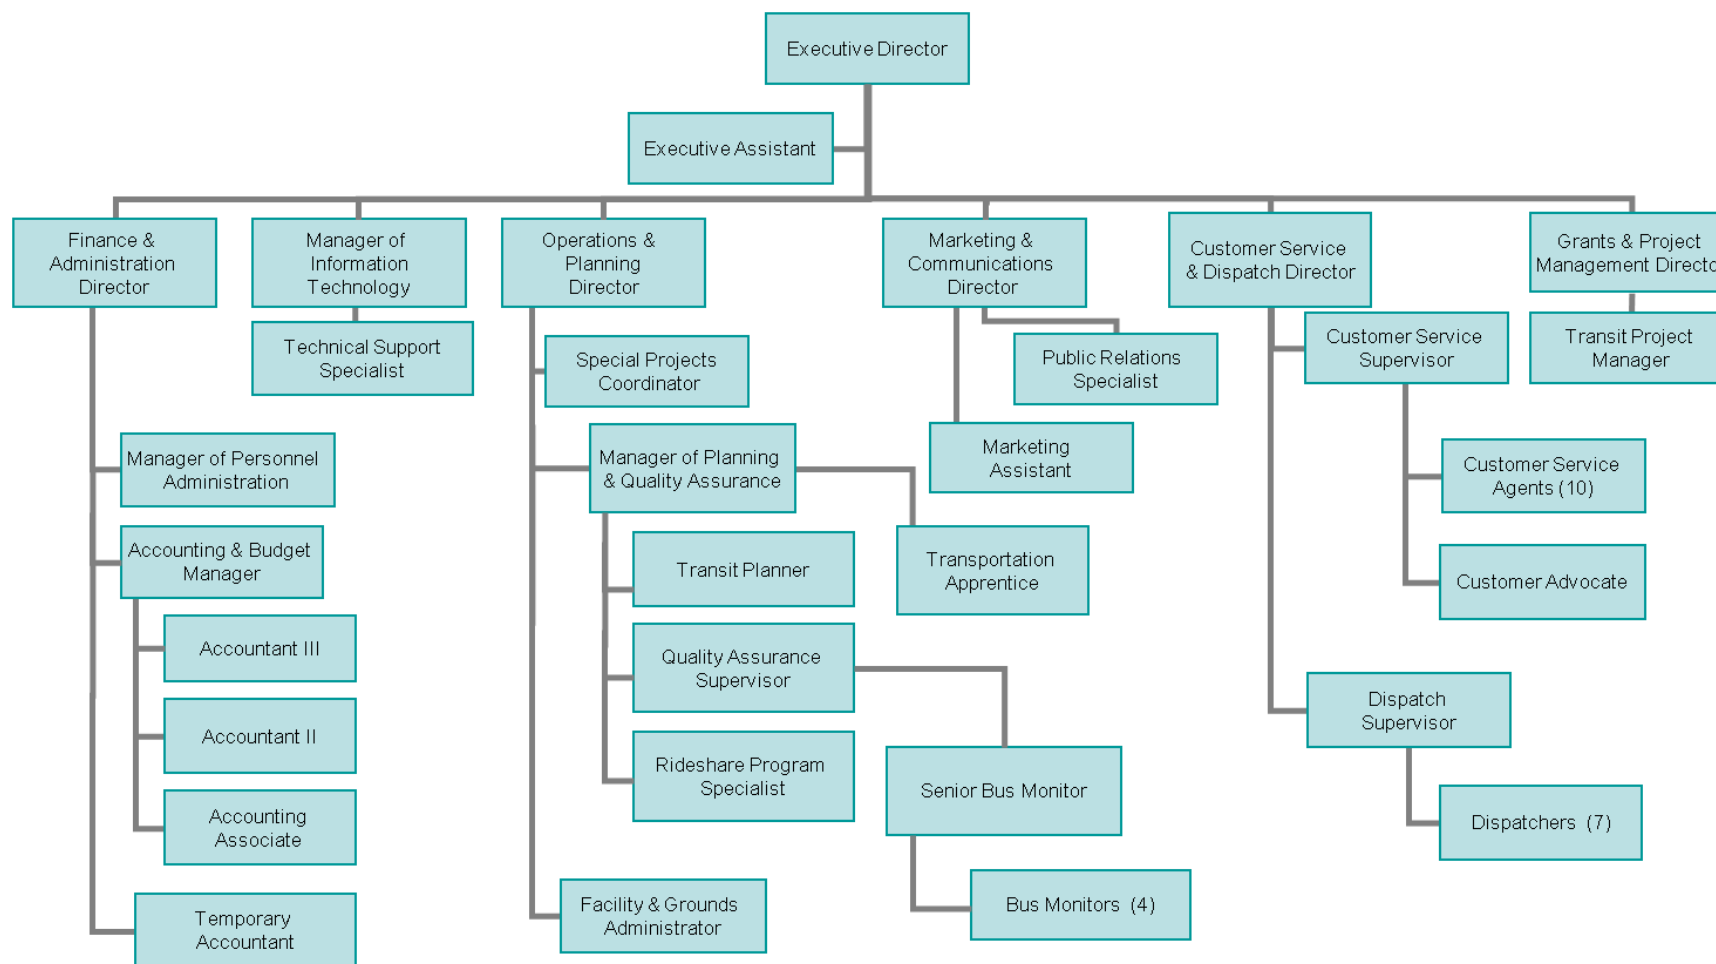 Executive Director
Executive Assistant
Finance &
Administration
Director
Manager of
Information
Technology
Operations &
Planning
Director
Marketing &
Communications
Director
Customer Service
& Dispatch Director
Grants & Project
Management Directo
Technical Support
Specialist
Special Projects
Coordinator
Public Relations
Specialist
Customer Service
Supervisor
Transit Project
Manager
Manager of Personnel
Administration
Manager of Planning
& Quality Assurance
Marketing
Assistant
Customer Service
Agents (10)
Accounting & Budget
Manager
Transit Planner
Transportation
Apprentice
Customer Advocate
Accountant III
Quality Assurance
Supervisor
Dispatch
Supervisor
Accountant II
Rideshare Program
Specialist
Senior Bus Monitor
Accounting
Associate
Dispatchers (7)
Temporary
Accountant
Facility & Grounds
Administrator
Bus Monitors (4)